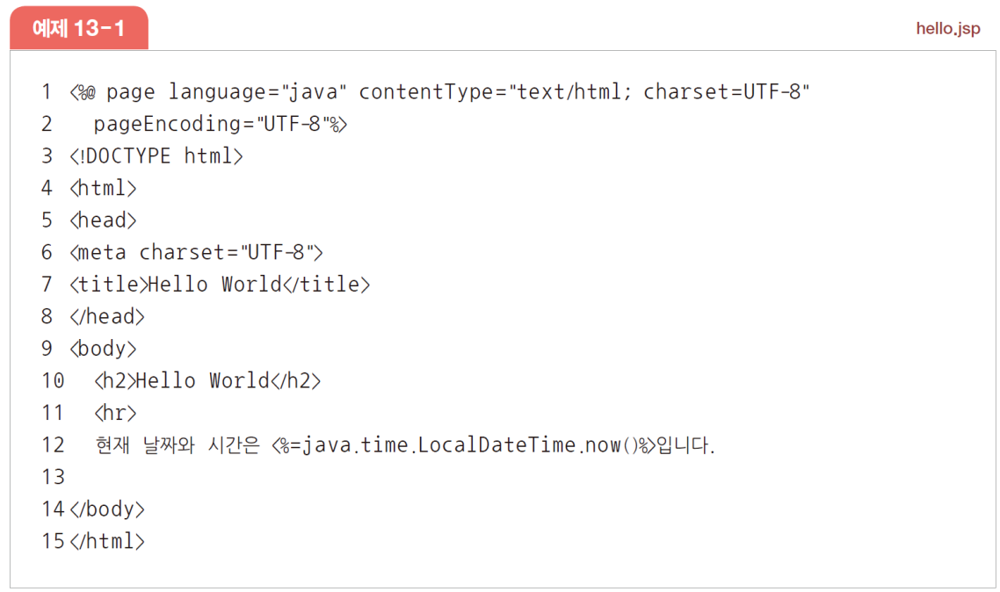 예제 13-1
hello.jsp
1 <%@ page language="java" contentType="text/html; charset=UTF-8"
2   pageEncoding="UTF-8"%>
3 <!DOCTYPE html>
4 <html>
5 <head>
6 <meta charset="UTF-8">
7 <title>Hello World</title>
8 </head>
9 <body>
10   <h2>Hello World</h2>
11   <hr>
12   현재 날짜와 시간은 <%=java.time.LocalDateTime.now()%>입니다.
13
14 </body>
15 </html>